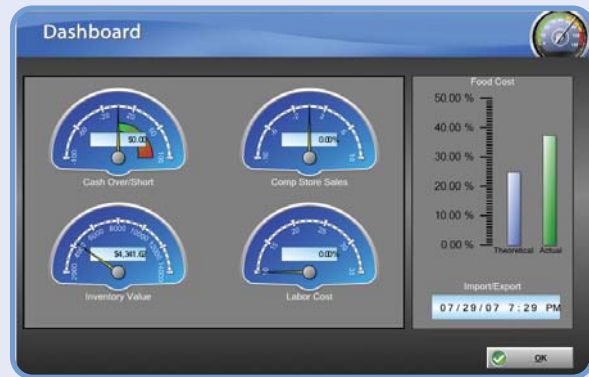 Dashboard
$0.00
Cash Over/Short
0.00%
Comp Store Sales
$4,341.62
Inventory Value
0.00%
Labor Cost
Food Cost
50.00 %
40.00 %
30.00 %
20.00 %
10.00 %
0.00 %
Theoretical Actual
Import/Export
07/29/07 7:29 PM
OK